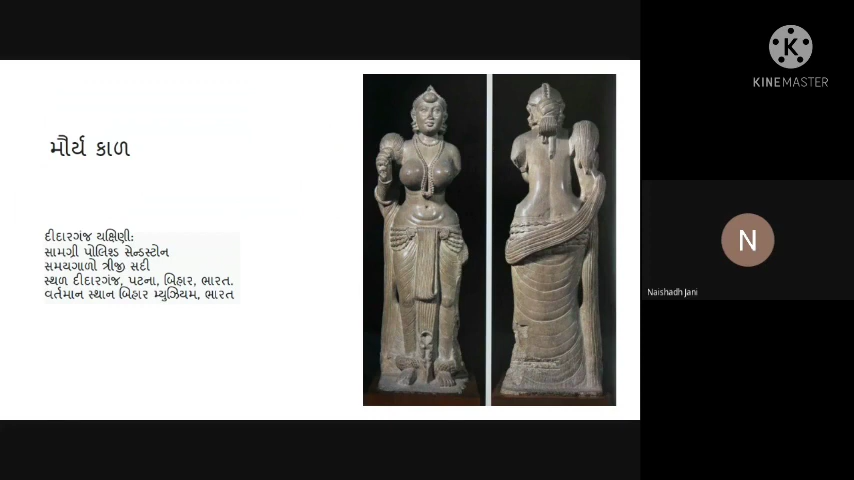 મૌર્ય કાળ
દીદારગંજ યક્ષિણી:
સામગ્રી પોલિશ્ડ સેન્ડસ્ટોન
સમયગાળો ત્રીજી સદી
સ્થળ દીદારગંજ, પટના, બિહાર, ભારત.
વર્તમાન સ્થાન બિહાર મ્યુઝિયમ, ભારત
K
KINEMASTER
N
Naishadh Jani